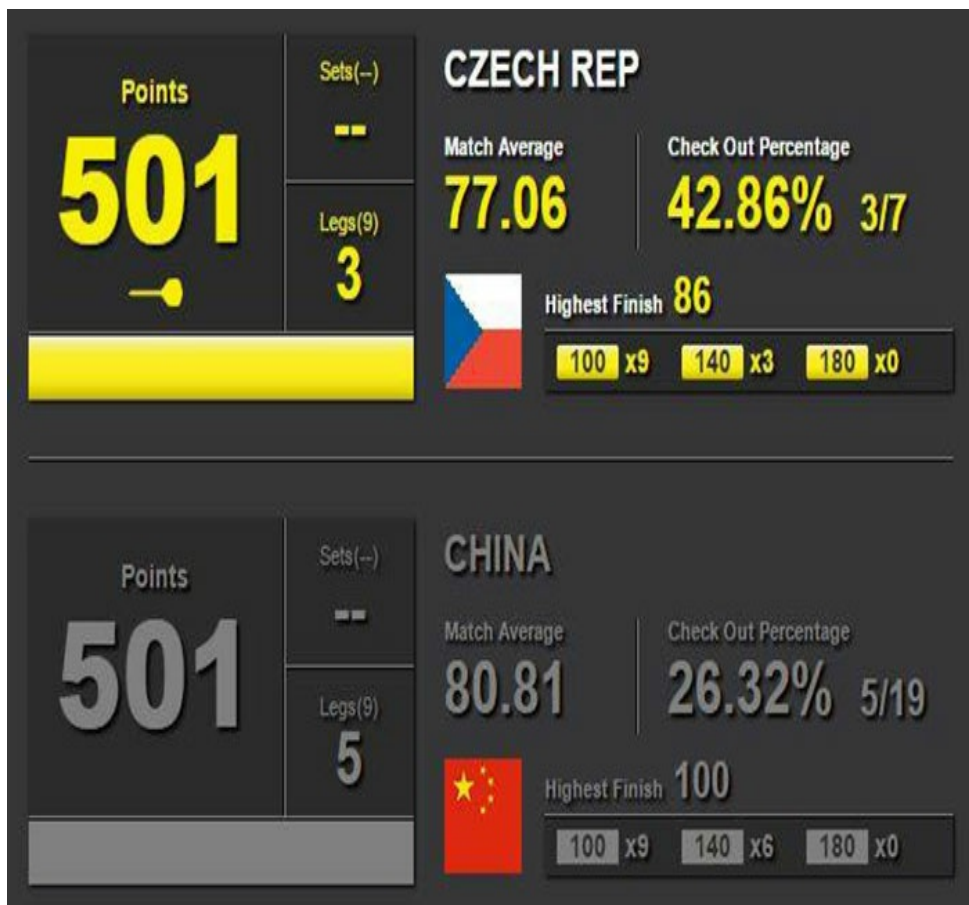 Points
501
Sets(--)
--
Legs(9)
3
CZECH REP
Match Average
77.06
Check Out Percentage
42.86% 3/7
Highest Finish 86
100 x9 140 x3 180 x0
Points
501
Sets(--)
--
Legs(9)
5
CHINA
Match Average
80.81
Check Out Percentage
26.32% 5/19
Highest Finish 100
100 x9 140 x6 180 x0